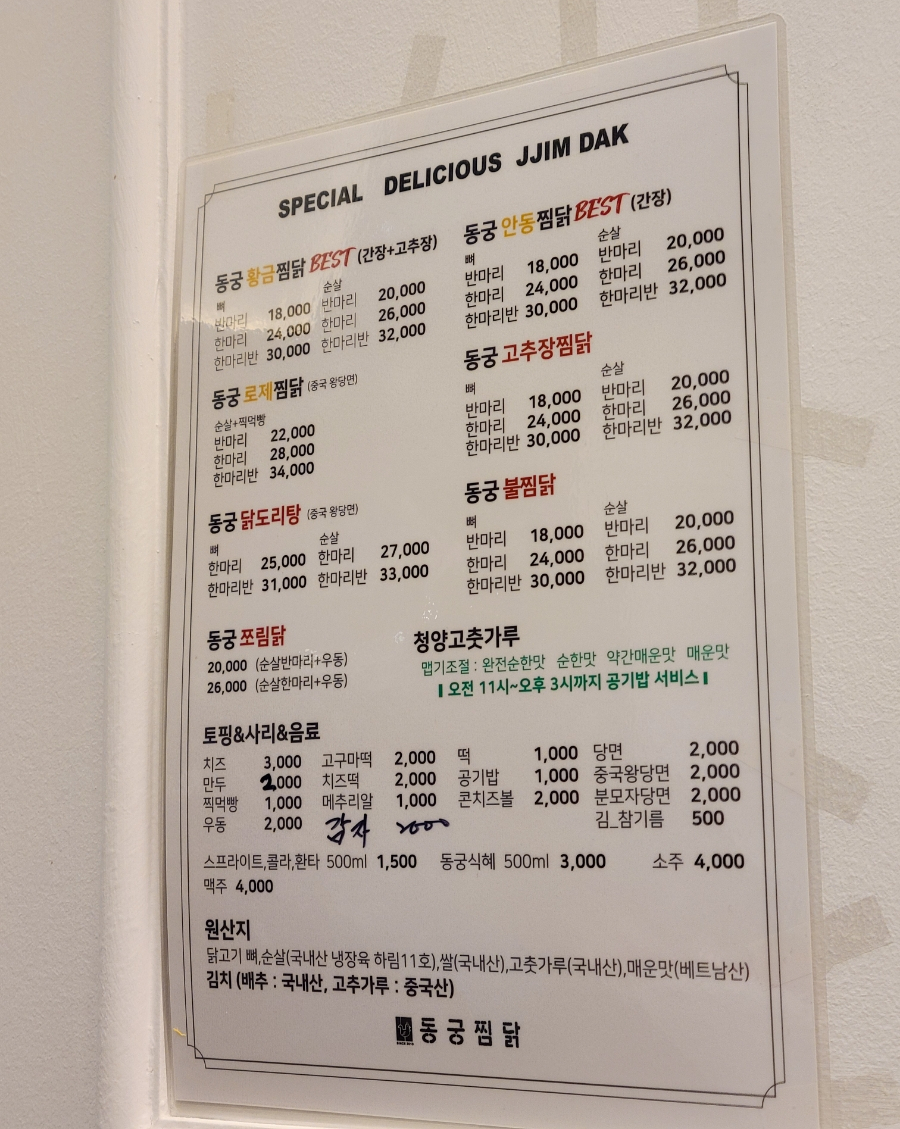 SPECIAL DELICIOUS JJIM DAK
동궁 황금찜닭 BEST (간장+고추장)
뼈 순살
반마리 18,000 반마리 20,000
한마리 24,000 한마리 26,000
한마리반 30,000 한마리반 32,000
동궁 안동찜닭 BEST (간장)
뼈 순살
반마리 18,000 반마리 20,000
한마리 24,000 한마리 26,000
한마리반 30,000 한마리반 32,000
동궁 로제찜닭 (중국 왕당면)
순살+찍먹빵
반마리 22,000
한마리 28,000
한마리반 34,000
동궁 고추장찜닭
뼈 순살
반마리 18,000 반마리 20,000
한마리 24,000 한마리 26,000
한마리반 30,000 한마리반 32,000
동궁 닭도리탕 (중국 왕당면)
뼈 순살
한마리 25,000 한마리 27,000
한마리반 31,000 한마리반 33,000
동궁 불찜닭
뼈 순살
반마리 18,000 반마리 20,000
한마리 24,000 한마리 26,000
한마리반 30,000 한마리반 32,000
동궁 쪼림닭
20,000 (순살반마리+우동)
26,000 (순살한마리+우동)
청양고춧가루
맵기조절 : 완전순한맛 순한맛 약간매운맛 매운맛
오전 11시~오후 3시까지 공기밥 서비스
토핑&사리&음료
치즈 3,000 고구마떡 2,000 떡 1,000 당면 2,000
만두 2,000 치즈떡 2,000 공기밥 1,000 중국왕당면 2,000
찍먹빵 1,000 메추리알 1,000 콘치즈볼 2,000 분모자당면 2,000
우동 2,000 감자 2000 김_참기름 500
스프라이트,콜라,환타 500ml 1,500 동궁식혜 500ml 3,000 소주 4,000
맥주 4,000
원산지
닭고기 뼈,순살(국내산 냉장육 하림11호),쌀(국내산),고춧가루(국내산),매운맛(베트남산)
김치 (배추 : 국내산, 고추가루 : 중국산)
동궁찜닭